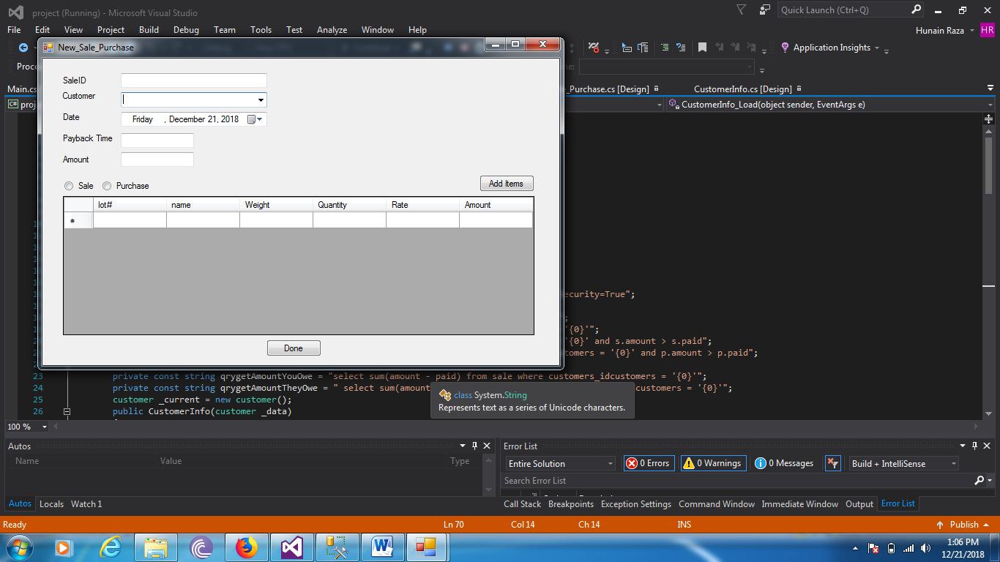 project (Running) - Microsoft Visual Studio
Quick Launch (Ctrl+Q)
File Edit View Project Build Debug Team Tools Test Analyze Window Help
Hunain Raza HR
New_Sale_Purchase
Application Insights
Proce
Main.cs
_Purchase.cs [Design]
CustomerInfo.cs [Design]
C# proj
CustomerInfo_Load(object sender, EventArgs e)
SaleID
Customer
Date Friday , December 21, 2018
Payback Time
Amount
Sale Purchase
Add Items
lot# name Weight Quantity Rate Amount
*
Done
ecurity=True";
;
'{0}'";
'{0}' and s.amount > s.paid";
tomers = '{0}' and p.amount > p.paid";
23 private const string qrygetAmountYouOwe = "select sum(amount - paid) from sale where customers_idcustomers = '{0}'";
24 private const string qrygetAmountTheyOwe = " select sum(amount
customers = '{0}'";
25 customer _current = new customer();
26 public CustomerInfo(customer _data)
class System.String
Represents text as a series of Unicode characters.
100 %
Autos
Name Value Type
Autos Locals Watch 1
Error List
Entire Solution 0 Errors 0 Warnings 0 Messages Build + IntelliSense
Search Error List
Call Stack Breakpoints Exception Settings Command Window Immediate Window Output Error List
Ready Ln 70 Col 14 Ch 14 INS Publish
1:06 PM
12/21/2018